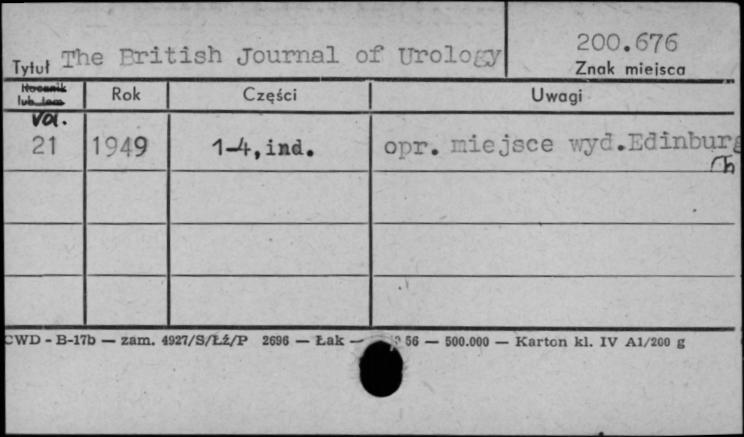 Tytuł The British Journal of Urology
200.676
Znak miejsca
Rocznik
lub tom
Rok
Części
Uwagi
Vol.
21
1949
1-4, ind.
opr. miejsce wyd.Edinburg
h
CWD - B-17b — zam. 4927/S/Łź/P 2696 — Łak — 56 — 500.000 — Karton kl. IV A1/200 g